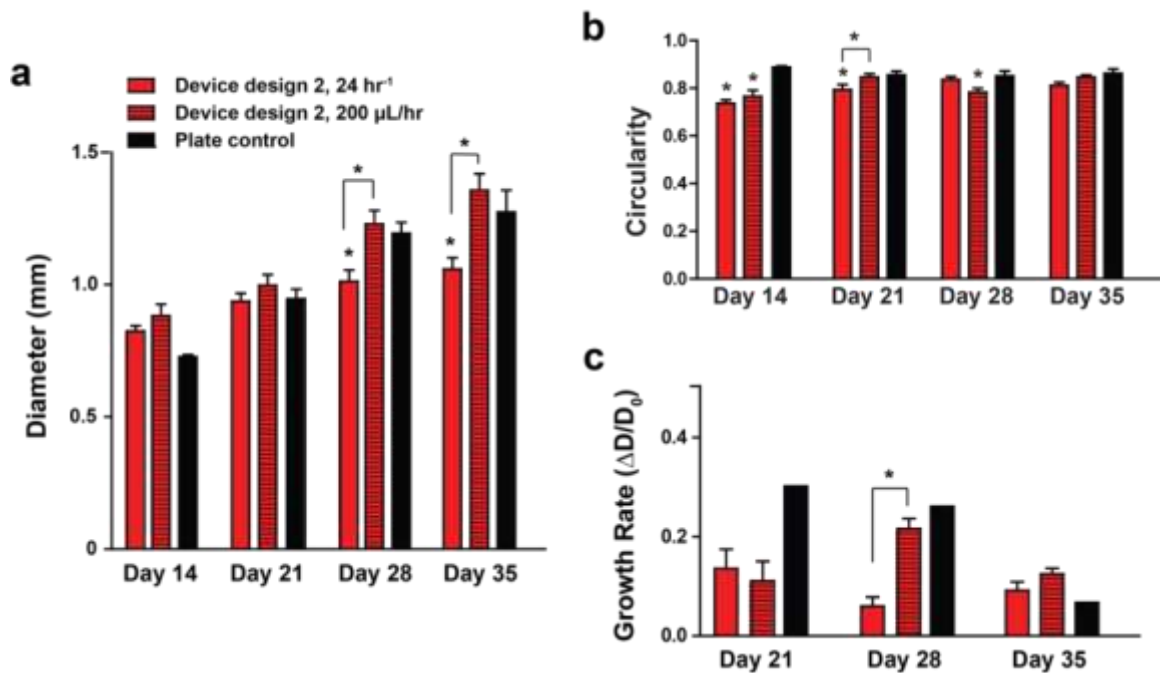 a
Device design 2, 24 hr⁻¹
Device design 2, 200 µL/hr
Plate control
Diameter (mm)
1.5
1.0
0.5
0
* * * *
Day 14 Day 21 Day 28 Day 35
b
Circularity
1.0
0.8
0.6
0.4
0.2
0.0
* * * * *
Day 14 Day 21 Day 28 Day 35
c
Growth Rate (ΔD/D₀)
0.4
0.2
0.0
*
Day 21 Day 28 Day 35